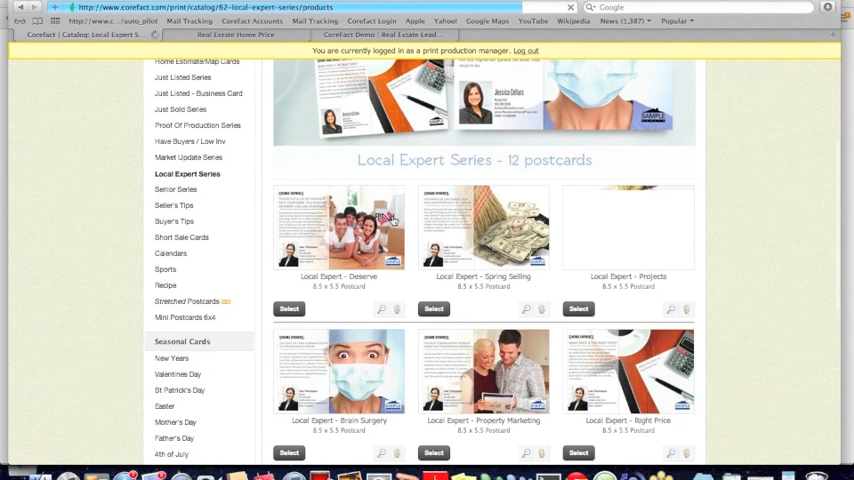 http://www.corefact.com/print/catalog/62-local-expert-series/products
Google
http://www.c.../auto_pilot Mail Tracking Corefact Accounts Mail Tracking Corefact Login Apple Yahoo! Google Maps YouTube Wikipedia News (1,387) Popular
Corefact | Catalog: Local Expert S... Real Estate Home Price CoreFact Demo | Real Estate Lead...
You are currently logged in as a print production manager. Log out
Home Estimate/Map Cards
Just Listed Series
Just Listed - Business Card
Just Sold Series
Proof Of Production Series
Have Buyers / Low Inv
Market Update Series
Local Expert Series
Senior Series
Seller's Tips
Buyer's Tips
Short Sale Cards
Calendars
Sports
Recipe
Stretched Postcards
Mini Postcards 6x4
Seasonal Cards
New Years
Valentines Day
St Patrick's Day
Easter
Mother's Day
Father's Day
4th of July
Jessica Cellars
SAMPLE
Local Expert Series - 12 postcards
Local Expert - Deserve
8.5 x 5.5 Postcard
Select
Local Expert - Spring Selling
8.5 x 5.5 Postcard
Select
Local Expert - Projects
8.5 x 5.5 Postcard
Select
Local Expert - Brain Surgery
8.5 x 5.5 Postcard
Select
Local Expert - Property Marketing
8.5 x 5.5 Postcard
Select
Local Expert - Right Price
8.5 x 5.5 Postcard
Select